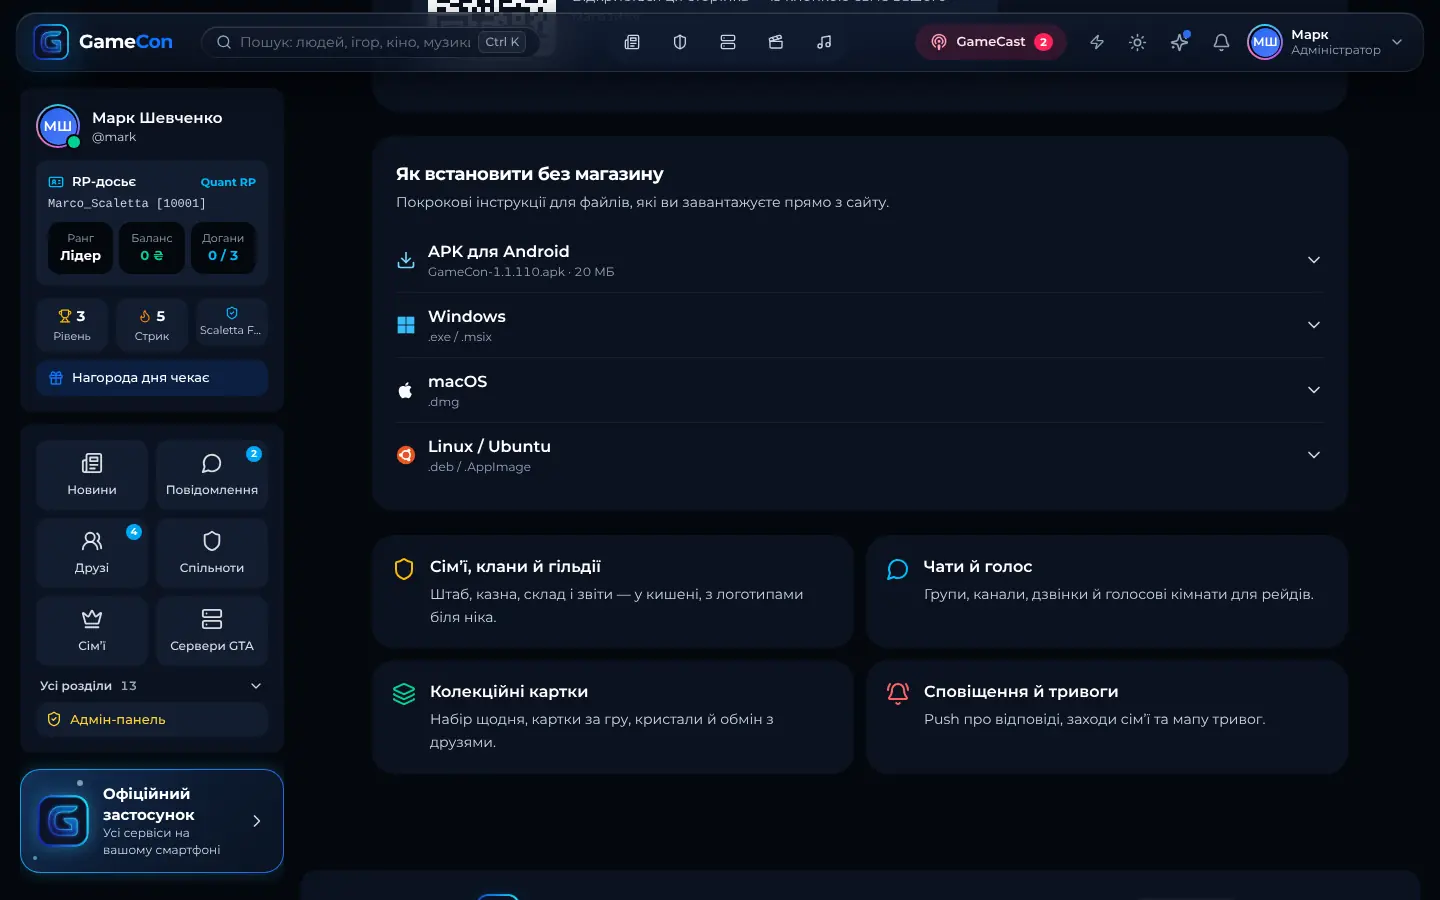 GameCon
Пошук: людей, ігор, кіно, музики
Ctrl K
GameCast 2
МШ
Марк
Адміністратор
МШ
Марк Шевченко
@mark
RP-досьє
Quant RP
Marco_Scaletta [10001]
Ранг
Лідер
Баланс
0 ₴
Догани
0 / 3
3
Рівень
5
Стрик
Scaletta F...
Нагорода дня чекає
Новини
2
Повідомлення
4
Друзі
Спільноти
Сім’ї
Сервери GTA
Усі розділи 13
Адмін-панель
Офіційний
застосунок
Усі сервіси на
вашому смартфоні
Як встановити без магазину
Покрокові інструкції для файлів, які ви завантажуєте прямо з сайту.
APK для Android
GameCon-1.1.110.apk · 20 МБ
Windows
.exe / .msix
macOS
.dmg
Linux / Ubuntu
.deb / .AppImage
Сім’ї, клани й гільдії
Штаб, казна, склад і звіти — у кишені, з логотипами
біля ніка.
Чати й голос
Групи, канали, дзвінки й голосові кімнати для рейдів.
Колекційні картки
Набір щодня, картки за гру, кристали й обмін з
друзями.
Сповіщення й тривоги
Push про відповіді, заходи сім’ї та мапу тривог.